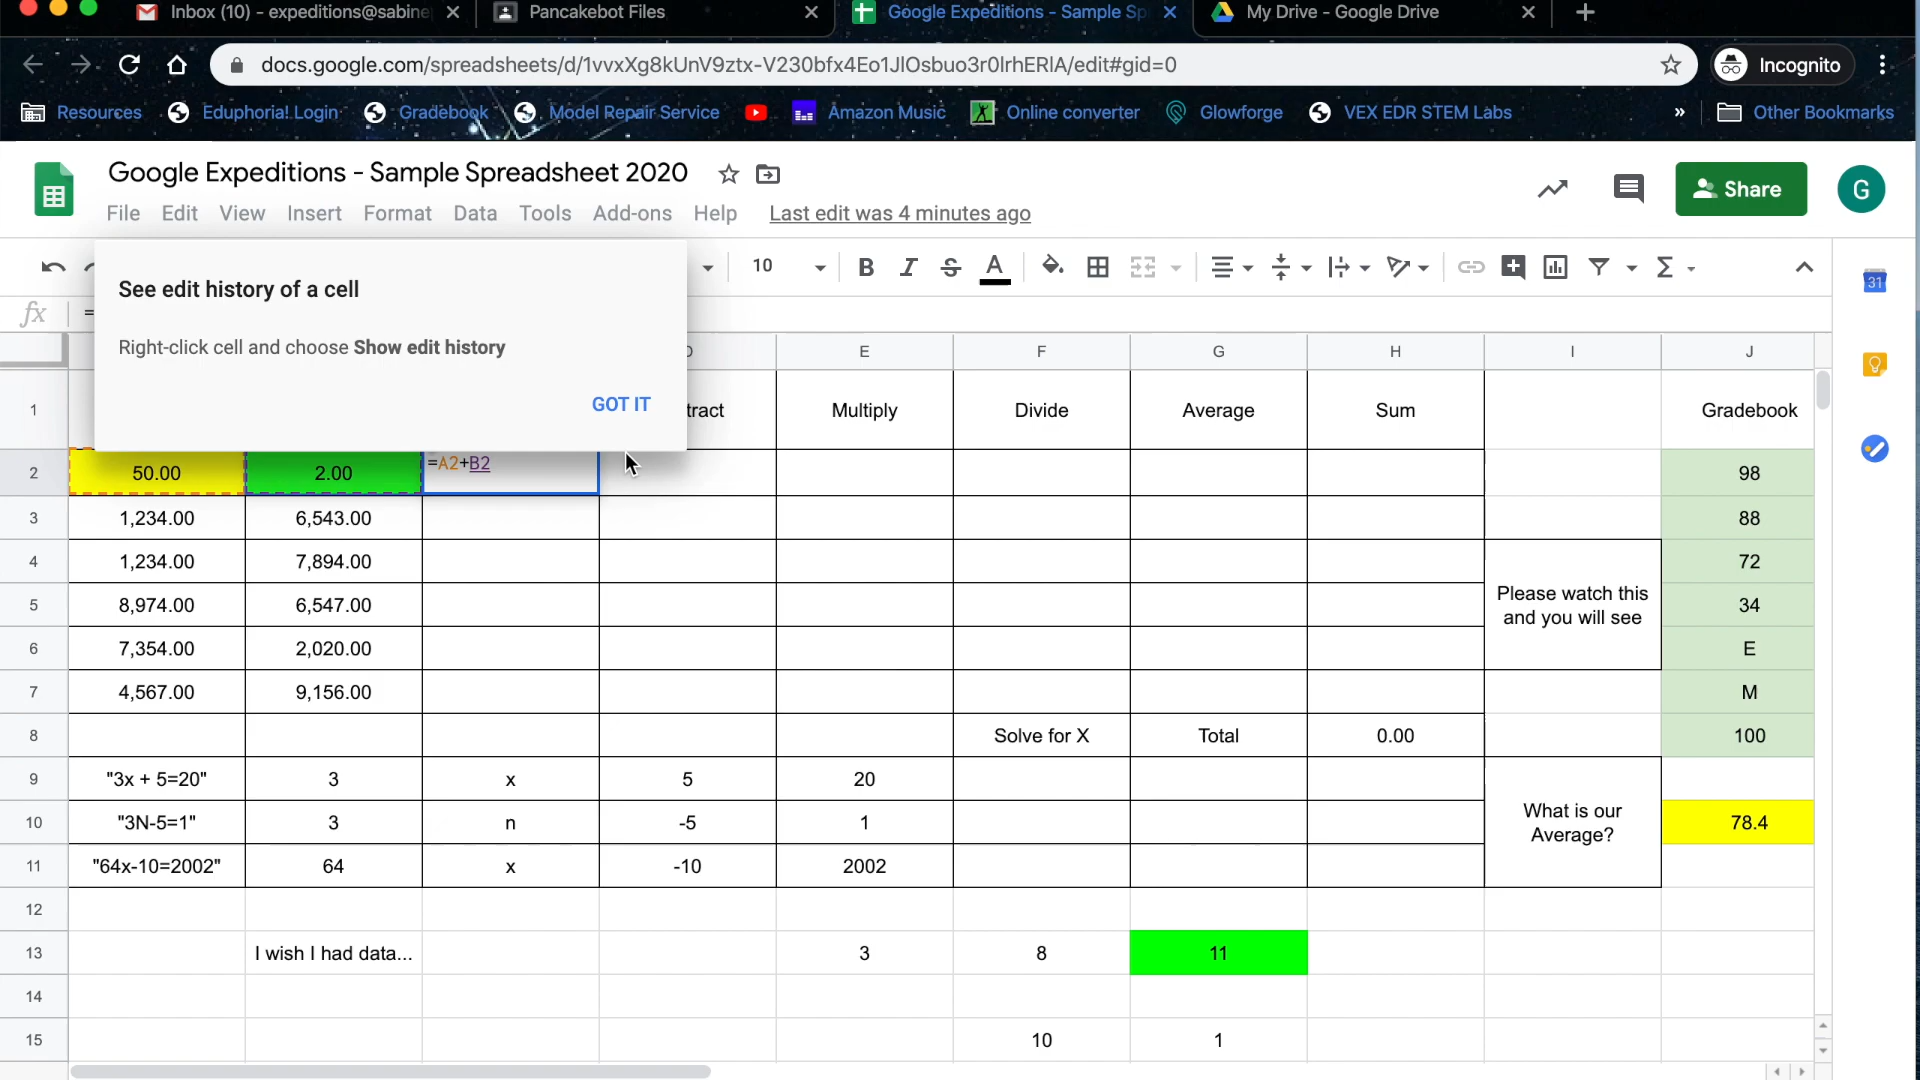 Inbox (10) - expeditions@sabine
Pancakebot Files
Google Expeditions - Sample Sp
My Drive - Google Drive
docs.google.com/spreadsheets/d/1vvxXg8kUnV9ztx-V230bfx4Eo1JlOsbuo3r0lrhERlA/edit#gid=0
Incognito
Resources
Eduphoria! Login
Gradebook
Model Repair Service
Amazon Music
Online converter
Glowforge
VEX EDR STEM Labs
»
Other Bookmarks
Google Expeditions - Sample Spreadsheet 2020
File Edit View Insert Format Data Tools Add-ons Help Last edit was 4 minutes ago
Share
G
10 B I S A Σ
31
fx =
See edit history of a cell
Right-click cell and choose Show edit history
GOT IT
E F G H I J
1 tract Multiply Divide Average Sum Gradebook
2 50.00 2.00 =A2+B2 98
3 1,234.00 6,543.00 88
4 1,234.00 7,894.00 72
Please watch this
and you will see
5 8,974.00 6,547.00 34
6 7,354.00 2,020.00 E
7 4,567.00 9,156.00 M
8 Solve for X Total 0.00 100
9 "3x + 5=20" 3 x 5 20
10 "3N-5=1" 3 n -5 1 78.4
What is our
Average?
11 "64x-10=2002" 64 x -10 2002
12
13 I wish I had data... 3 8 11
14
15 10 1